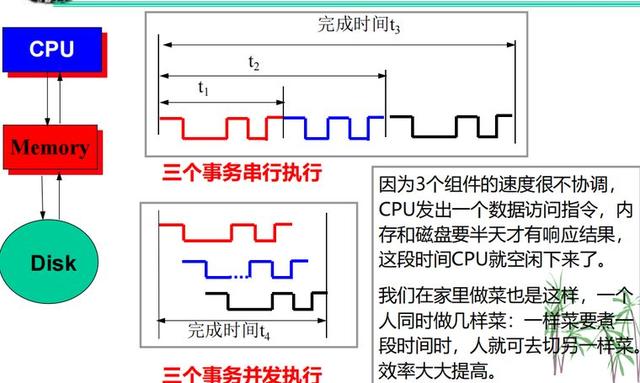 CPU
Memory
Disk
完成时间t3
t2
t1
三个事务串行执行
完成时间t4
三个事务并发执行
因为3个组件的速度很不协调，
CPU发出一个数据访问指令，内
存和磁盘要半天才有响应结果，
这段时间CPU就空闲下来了。
我们在家里做菜也是这样，一个
人同时做几样菜：一样菜要煮一
段时间时，人就可去切另一样菜。
效率大大提高。